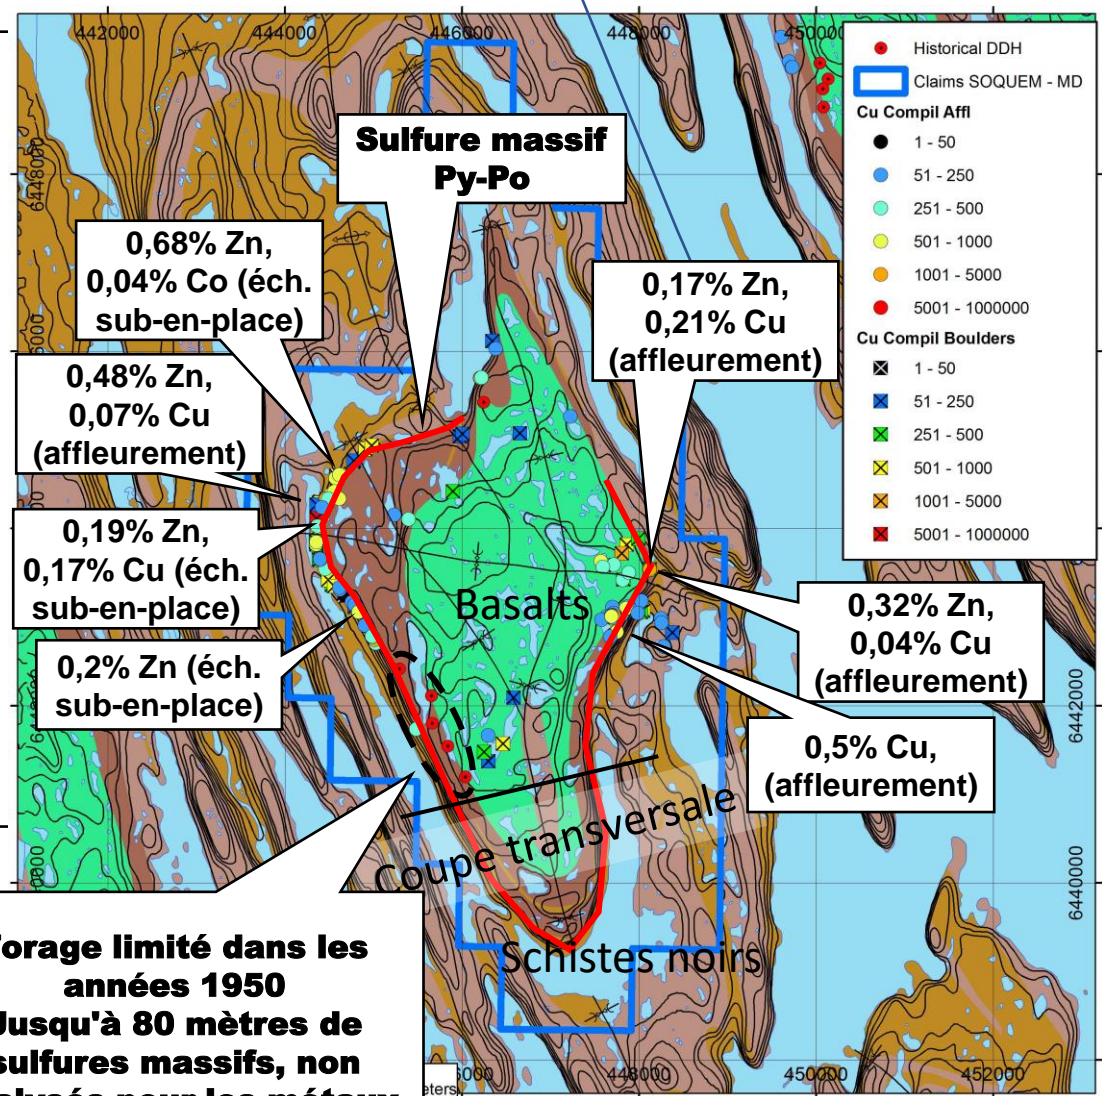 442000
444000
446000
448000
45000
Historical DDH
Claims SOQUEM - MD
Cu Compil Affl
1 - 50
51 - 250
251 - 500
501 - 1000
1001 - 5000
5001 - 1000000
Cu Compil Boulders
1 - 50
51 - 250
251 - 500
501 - 1000
1001 - 5000
5001 - 1000000
6448000
Sulfure massif
Py-Po
0,68% Zn,
0,04% Co (éch.
sub-en-place)
0,17% Zn,
0,21% Cu
(affleurement)
0,48% Zn,
0,07% Cu
(affleurement)
0,19% Zn,
0,17% Cu (éch.
sub-en-place)
Basalts
0,32% Zn,
0,04% Cu
(affleurement)
0,2% Zn (éch.
sub-en-place)
6442000
0,5% Cu,
(affleurement)
Coupe transversale
6440000
Schistes noirs
orage limité dans les
années 1950
Jusqu'à 80 mètres de
sulfures massifs, non
448000
450000
452000